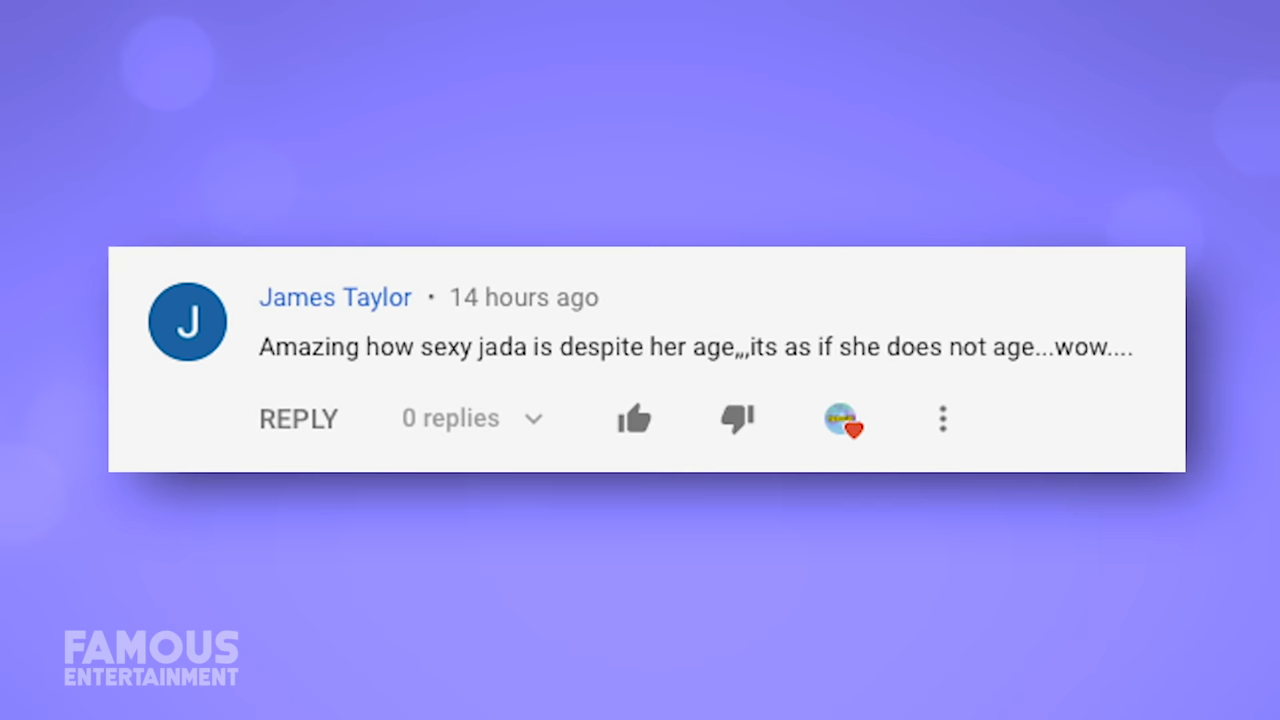 J
James Taylor • 14 hours ago
Amazing how sexy jada is despite her age,,,its as if she does not age...wow....
REPLY 0 replies
FAMOUS
ENTERTAINMENT